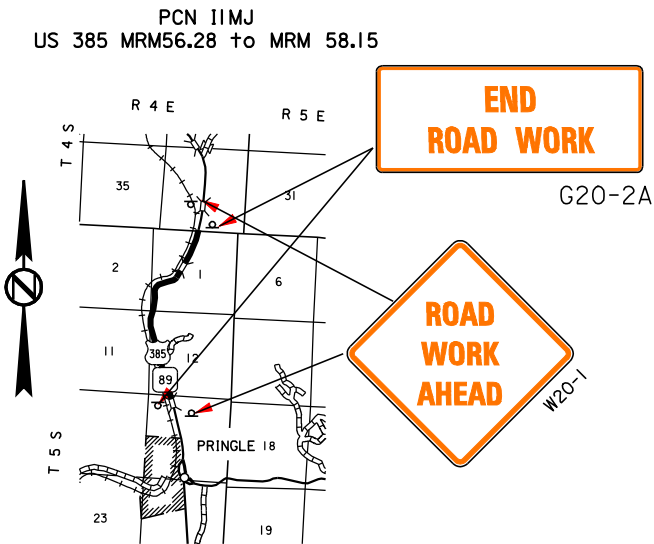 PCN I1MJ
US 385 MRM56.28 to MRM 58.15
R 4 E
R 5 E
T 4 S
END
ROAD WORK
G20-2A
35
31
N
2
1
6
ROAD
WORK
AHEAD
W20-1
11
385
12
89
T 5 S
PRINGLE 18
23
19